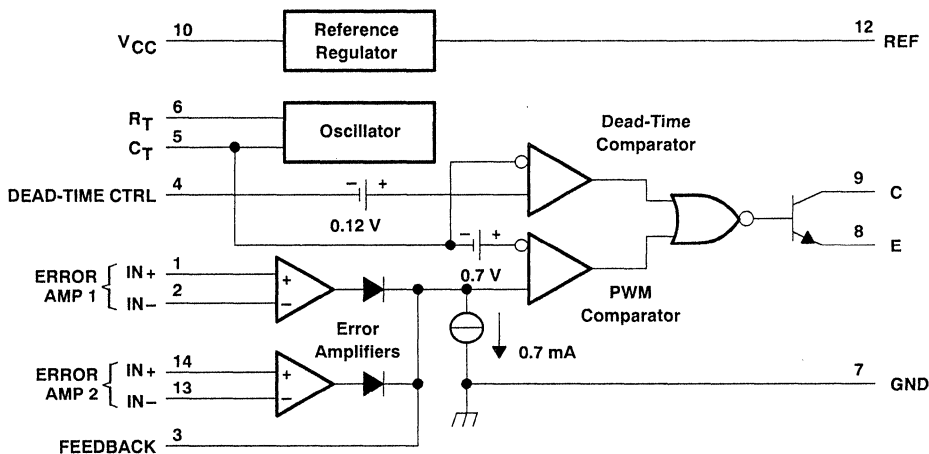 VCC 10
Reference
Regulator
12 REF
RT 6
CT 5
Oscillator
Dead-Time
Comparator
DEAD-TIME CTRL 4
− +
0.12 V
9 C
8 E
− +
0.7 V
ERROR
AMP 1
IN+ 1
IN− 2
+
−
PWM
Comparator
Error
Amplifiers
0.7 mA
ERROR
AMP 2
IN+ 14
IN− 13
+
−
7 GND
FEEDBACK 3